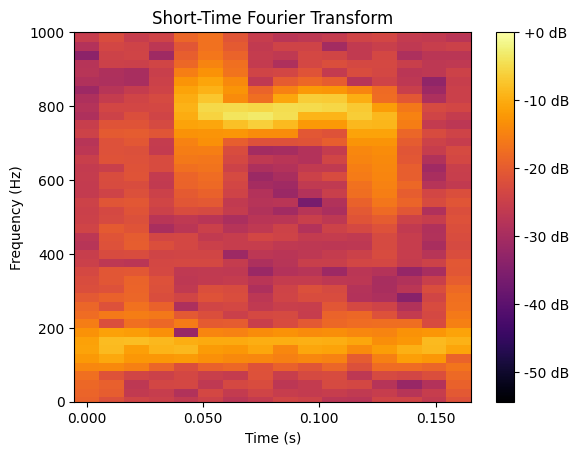 Short-Time Fourier Transform
Frequency (Hz)
1000
800
600
400
200
0
0.000
0.050
0.100
0.150
Time (s)
+0 dB
-10 dB
-20 dB
-30 dB
-40 dB
-50 dB